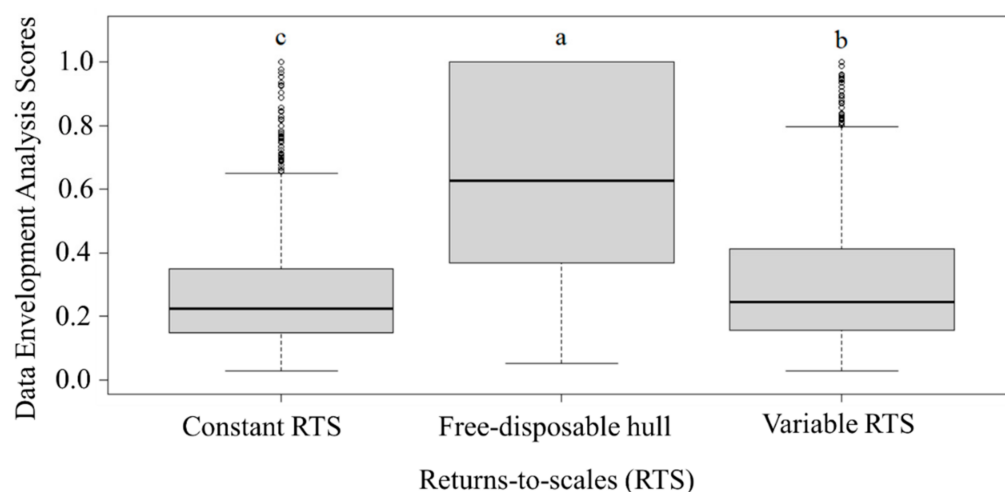 c a b
1.0
0.8
0.6
0.4
0.2
0.0
Data Envelopment Analysis Scores
Constant RTS Free-disposable hull Variable RTS
Returns-to-scales (RTS)